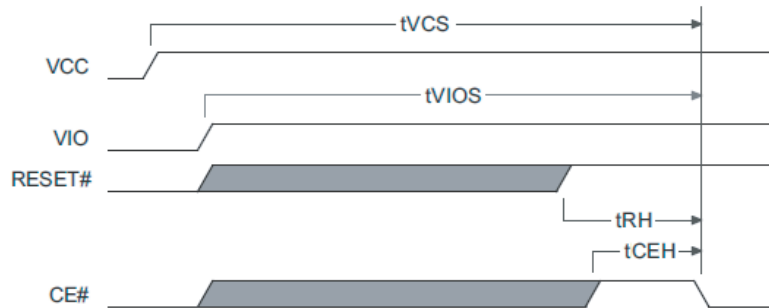 tVCS
VCC
tVIOS
VIO
RESET#
tRH
tCEH
CE#